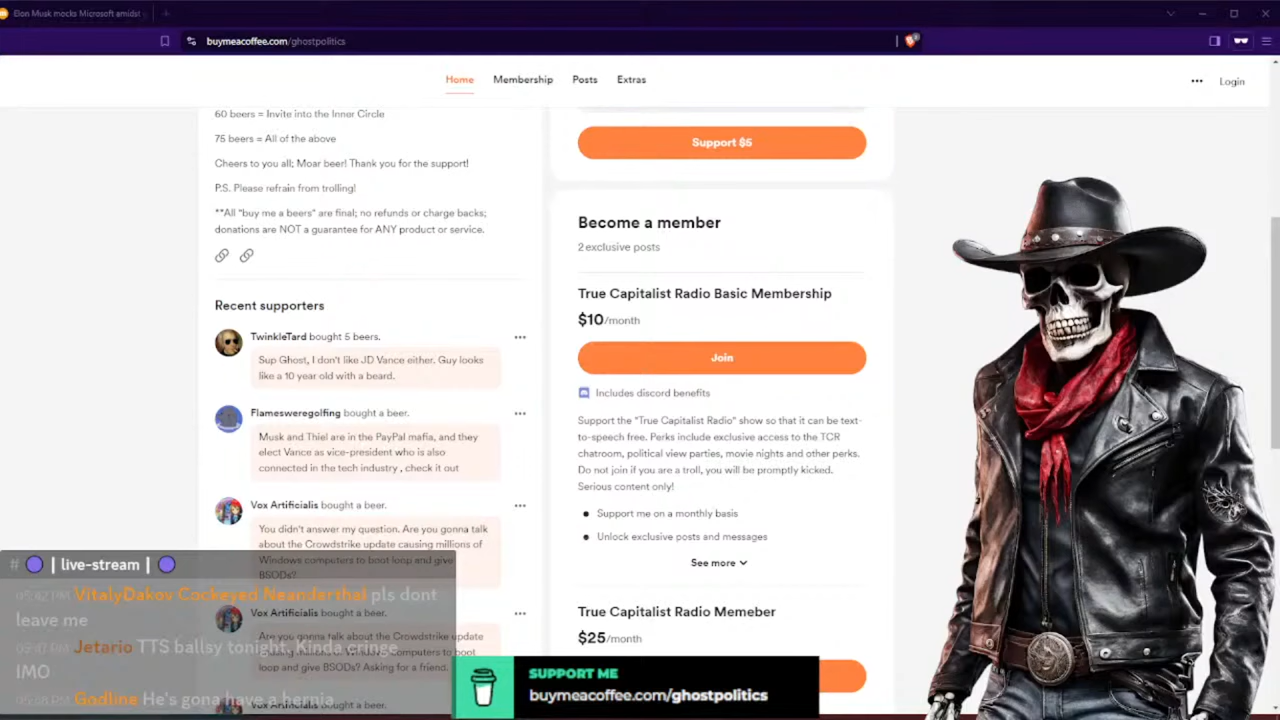 Elon Musk mocks Microsoft amidst
buymeacoffee.com/ghostpolitics
Home Membership Posts Extras
Login
60 beers = Invite into the Inner Circle
75 beers = All of the above
Cheers to you all; Moar beer! Thank you for the support!
P.S. Please refrain from trolling!
**All "buy me a beers" are final; no refunds or charge backs;
donations are NOT a guarantee for ANY product or service.
Recent supporters
TwinkleTard bought 5 beers.
Sup Ghost, I don't like JD Vance either. Guy looks
like a 10 year old with a beard.
Flamesweregolfing bought a beer.
Musk and Thiel are in the PayPal mafia, and they
elect Vance as vice-president who is also
connected in the tech industry , check it out
Vox Artificialis bought a beer.
You didn't answer my question. Are you gonna talk
about the Crowdstrike update causing millions of
Windows computers to boot loop and give
BSODs?
Vox Artificialis bought a beer.
Are you gonna talk about the Crowdstrike update
computers to boot
loop and give BSODs? Asking for a friend.
Vox Artificialis bought a beer.
Support $5
Become a member
2 exclusive posts
True Capitalist Radio Basic Membership
$10/month
Join
Includes discord benefits
Support the "True Capitalist Radio" show so that it can be text-
to-speech free. Perks include exclusive access to the TCR
chatroom, political view parties, movie nights and other perks.
Do not join if you are a troll, you will be promptly kicked.
Serious content only!
Support me on a monthly basis
Unlock exclusive posts and messages
See more
True Capitalist Radio Memeber
$25/month
# | live-stream |
VitalyDakov Cockeyed Neanderthal pls dont
leave me
Jetario TTS ballsy tonight. Kinda cringe
IMO
Godline He's gona have a hernia
SUPPORT ME
buymeacoffee.com/ghostpolitics